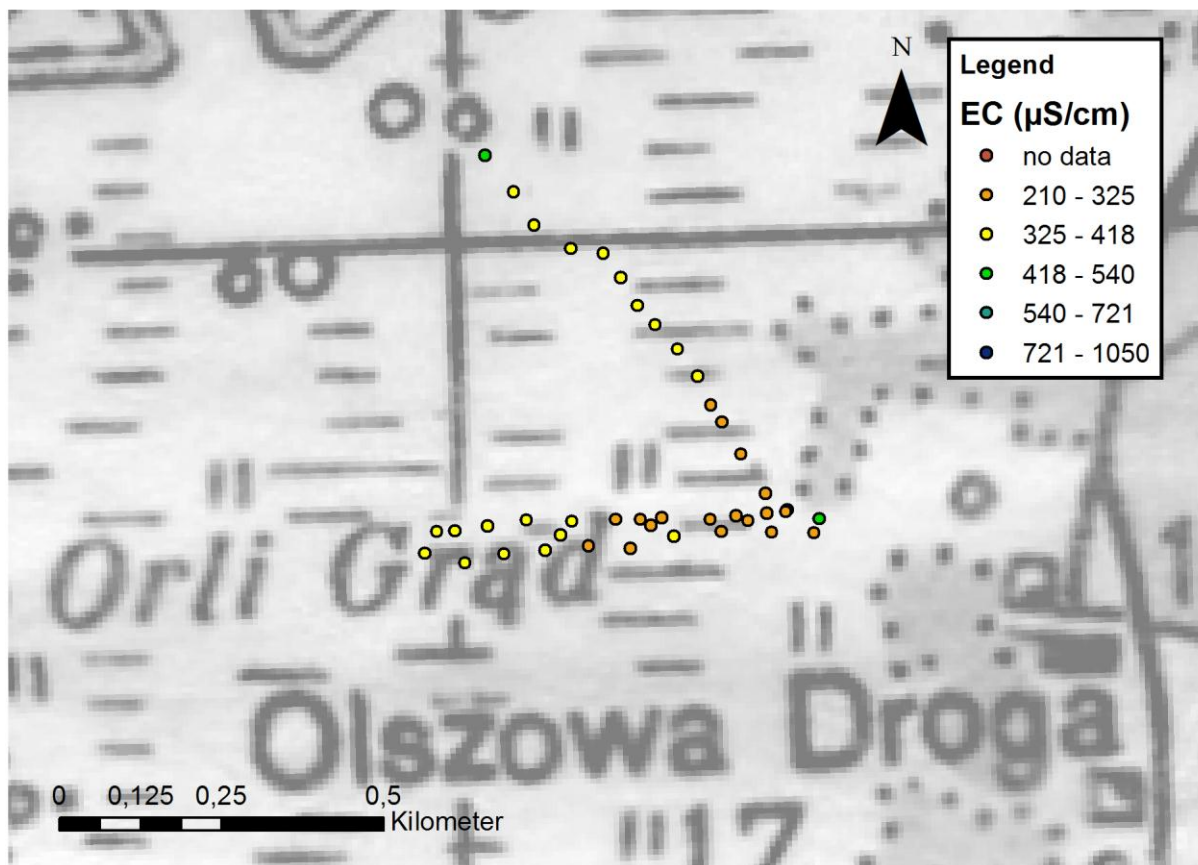 N
Legend
EC (µS/cm)
no data
210 - 325
325 - 418
418 - 540
540 - 721
721 - 1050
Orli Grąd
Olszowa Droga
0 0,125 0,25 0,5
Kilometer
17